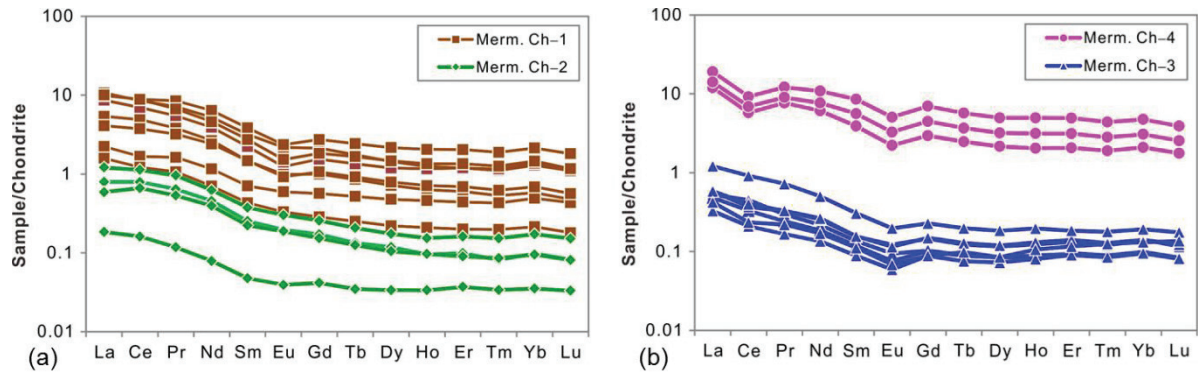 100
10
1
0.1
0.01
Sample/Chondrite
Merm. Ch–1
Merm. Ch–2
La Ce Pr Nd Sm Eu Gd Tb Dy Ho Er Tm Yb Lu
(a)
100
10
1
0.1
0.01
Sample/Chondrite
Merm. Ch–4
Merm. Ch–3
La Ce Pr Nd Sm Eu Gd Tb Dy Ho Er Tm Yb Lu
(b)